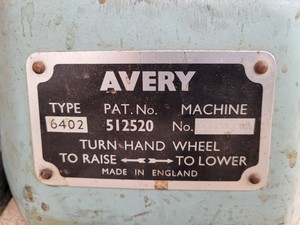 AVERY
TYPE PAT. No. MACHINE
6402 512520 No.
TURN HAND WHEEL
TO RAISE ⟷ TO LOWER
MADE IN ENGLAND